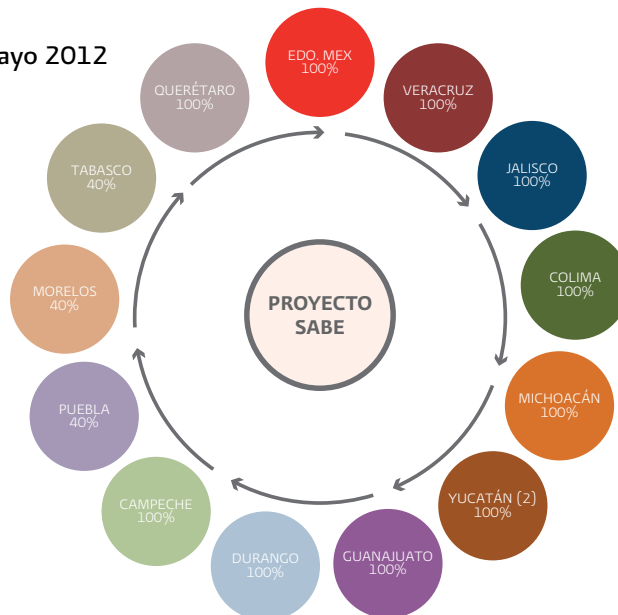 ayo 2012
EDO. MEX
100%
VERACRUZ
100%
JALISCO
100%
COLIMA
100%
MICHOACÁN
100%
YUCATÁN (2)
100%
GUANAJUATO
100%
DURANGO
100%
CAMPECHE
100%
PUEBLA
40%
MORELOS
40%
TABASCO
40%
QUERÉTARO
100%
PROYECTO
SABE